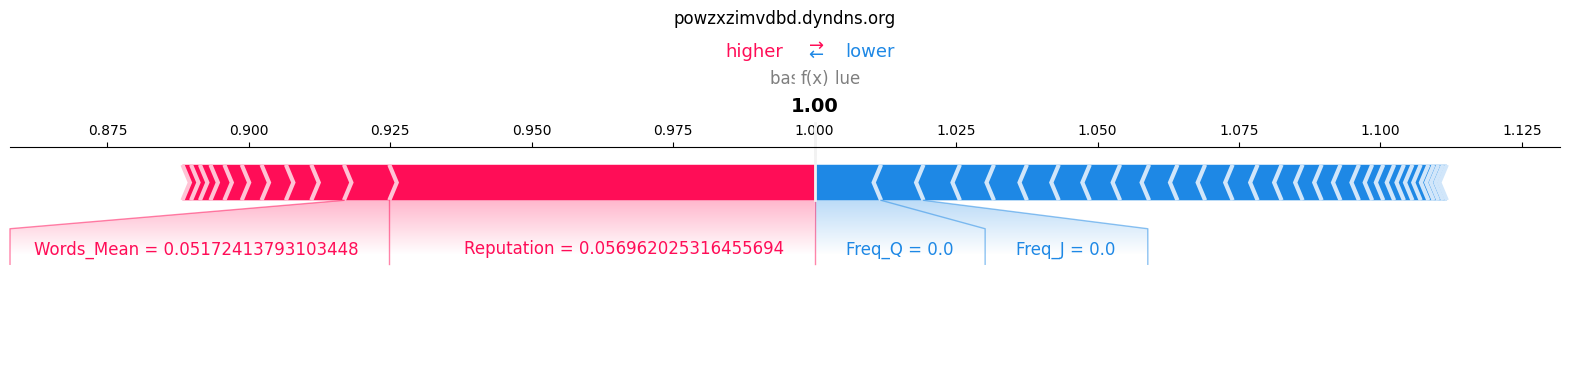 powzxzimvdbd.dyndns.org
higher → ← lower
bas f(x) lue
1.00
0.875 0.900 0.925 0.950 0.975 1.000 1.025 1.050 1.075 1.100 1.125
Words_Mean = 0.05172413793103448 Reputation = 0.056962025316455694 Freq_Q = 0.0 Freq_J = 0.0